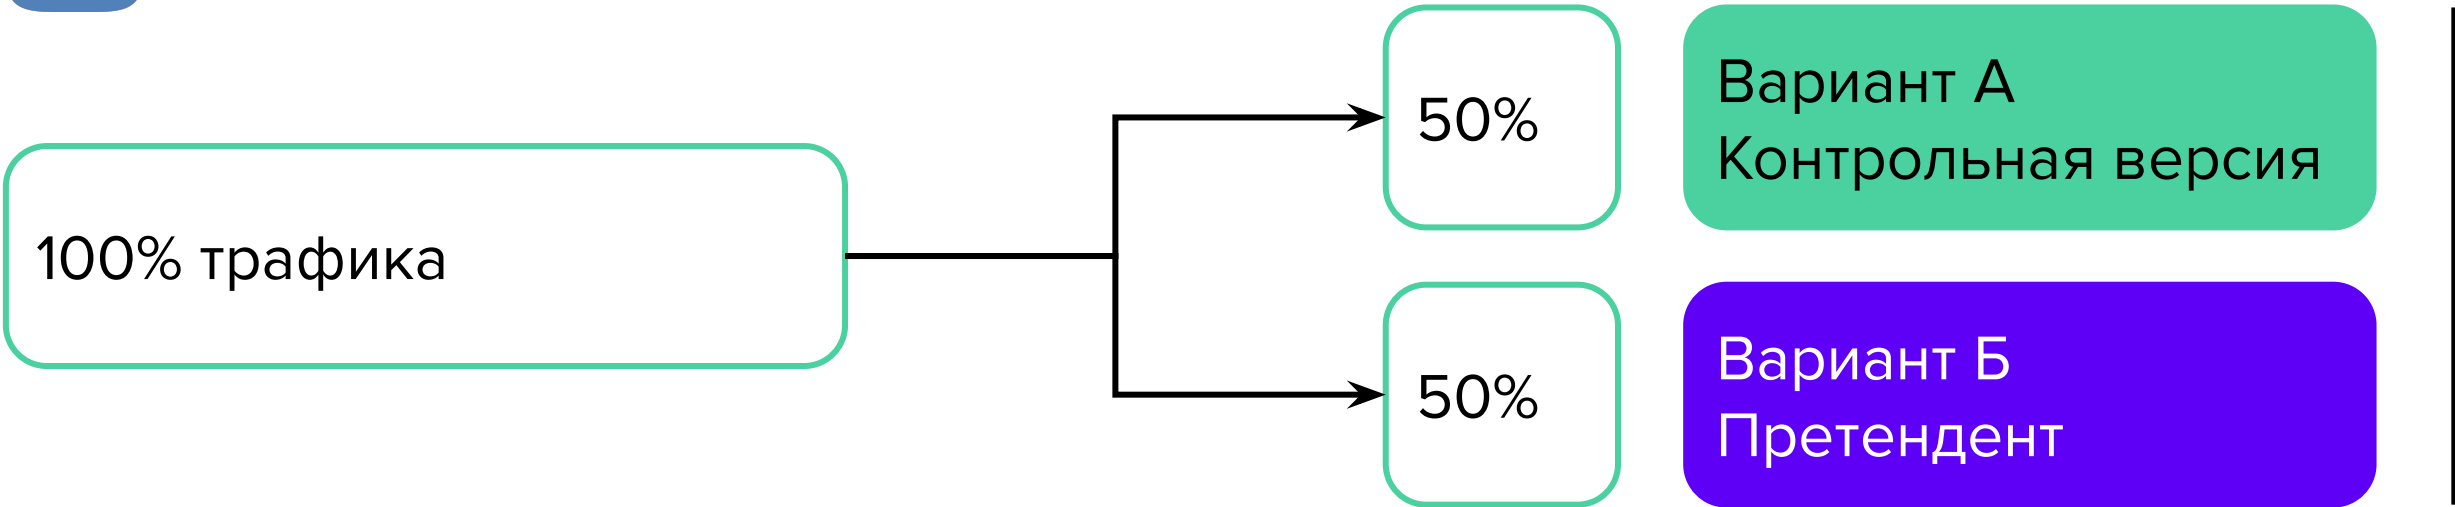 100% трафика
50%
Вариант А
Контрольная версия
50%
Вариант Б
Претендент